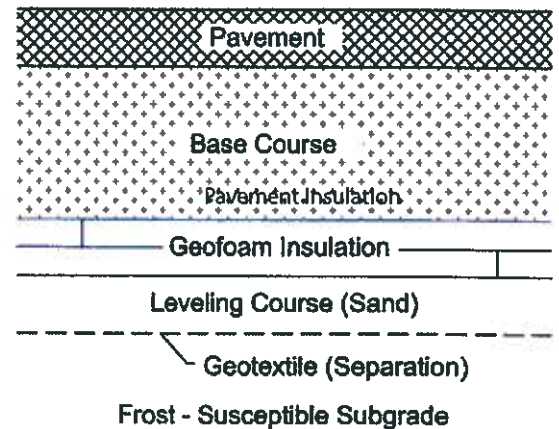 Pavement
Base Course
Pavement Insulation
Geofoam Insulation
Leveling Course (Sand)
Geotextile (Separation)
Frost - Susceptible Subgrade